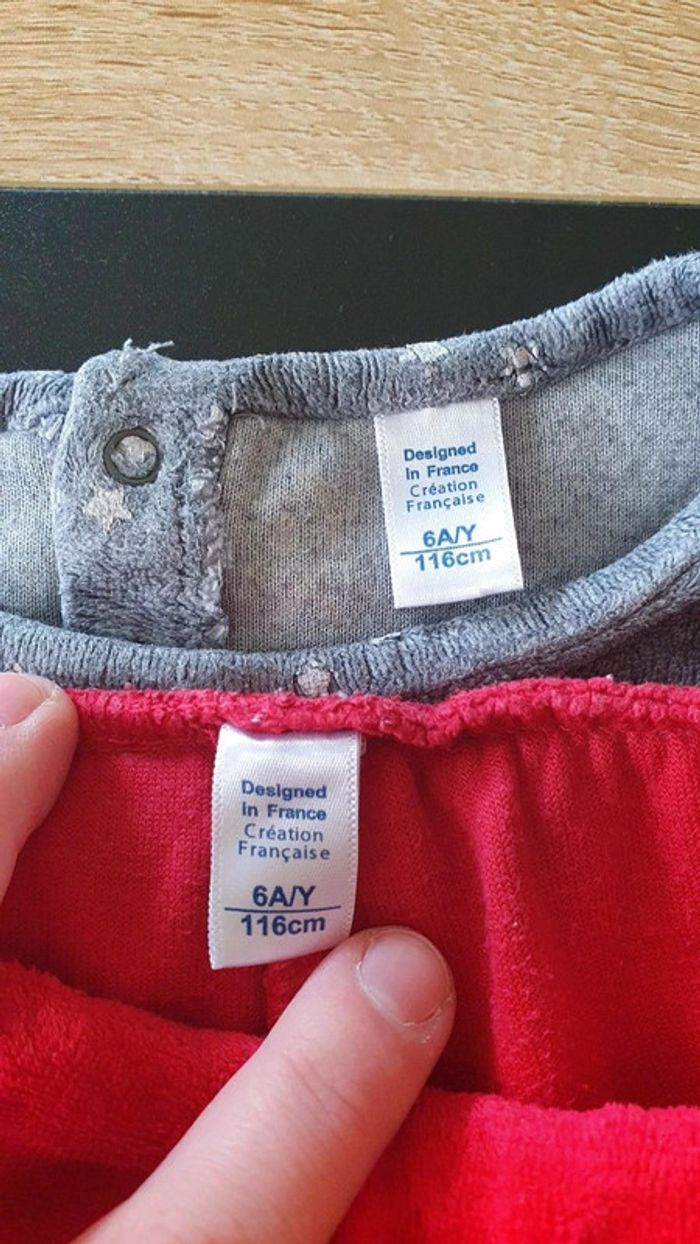 Designed
in France
Création
Française
6A/Y
116cm
Designed
in France
Création
Française
6A/Y
116cm